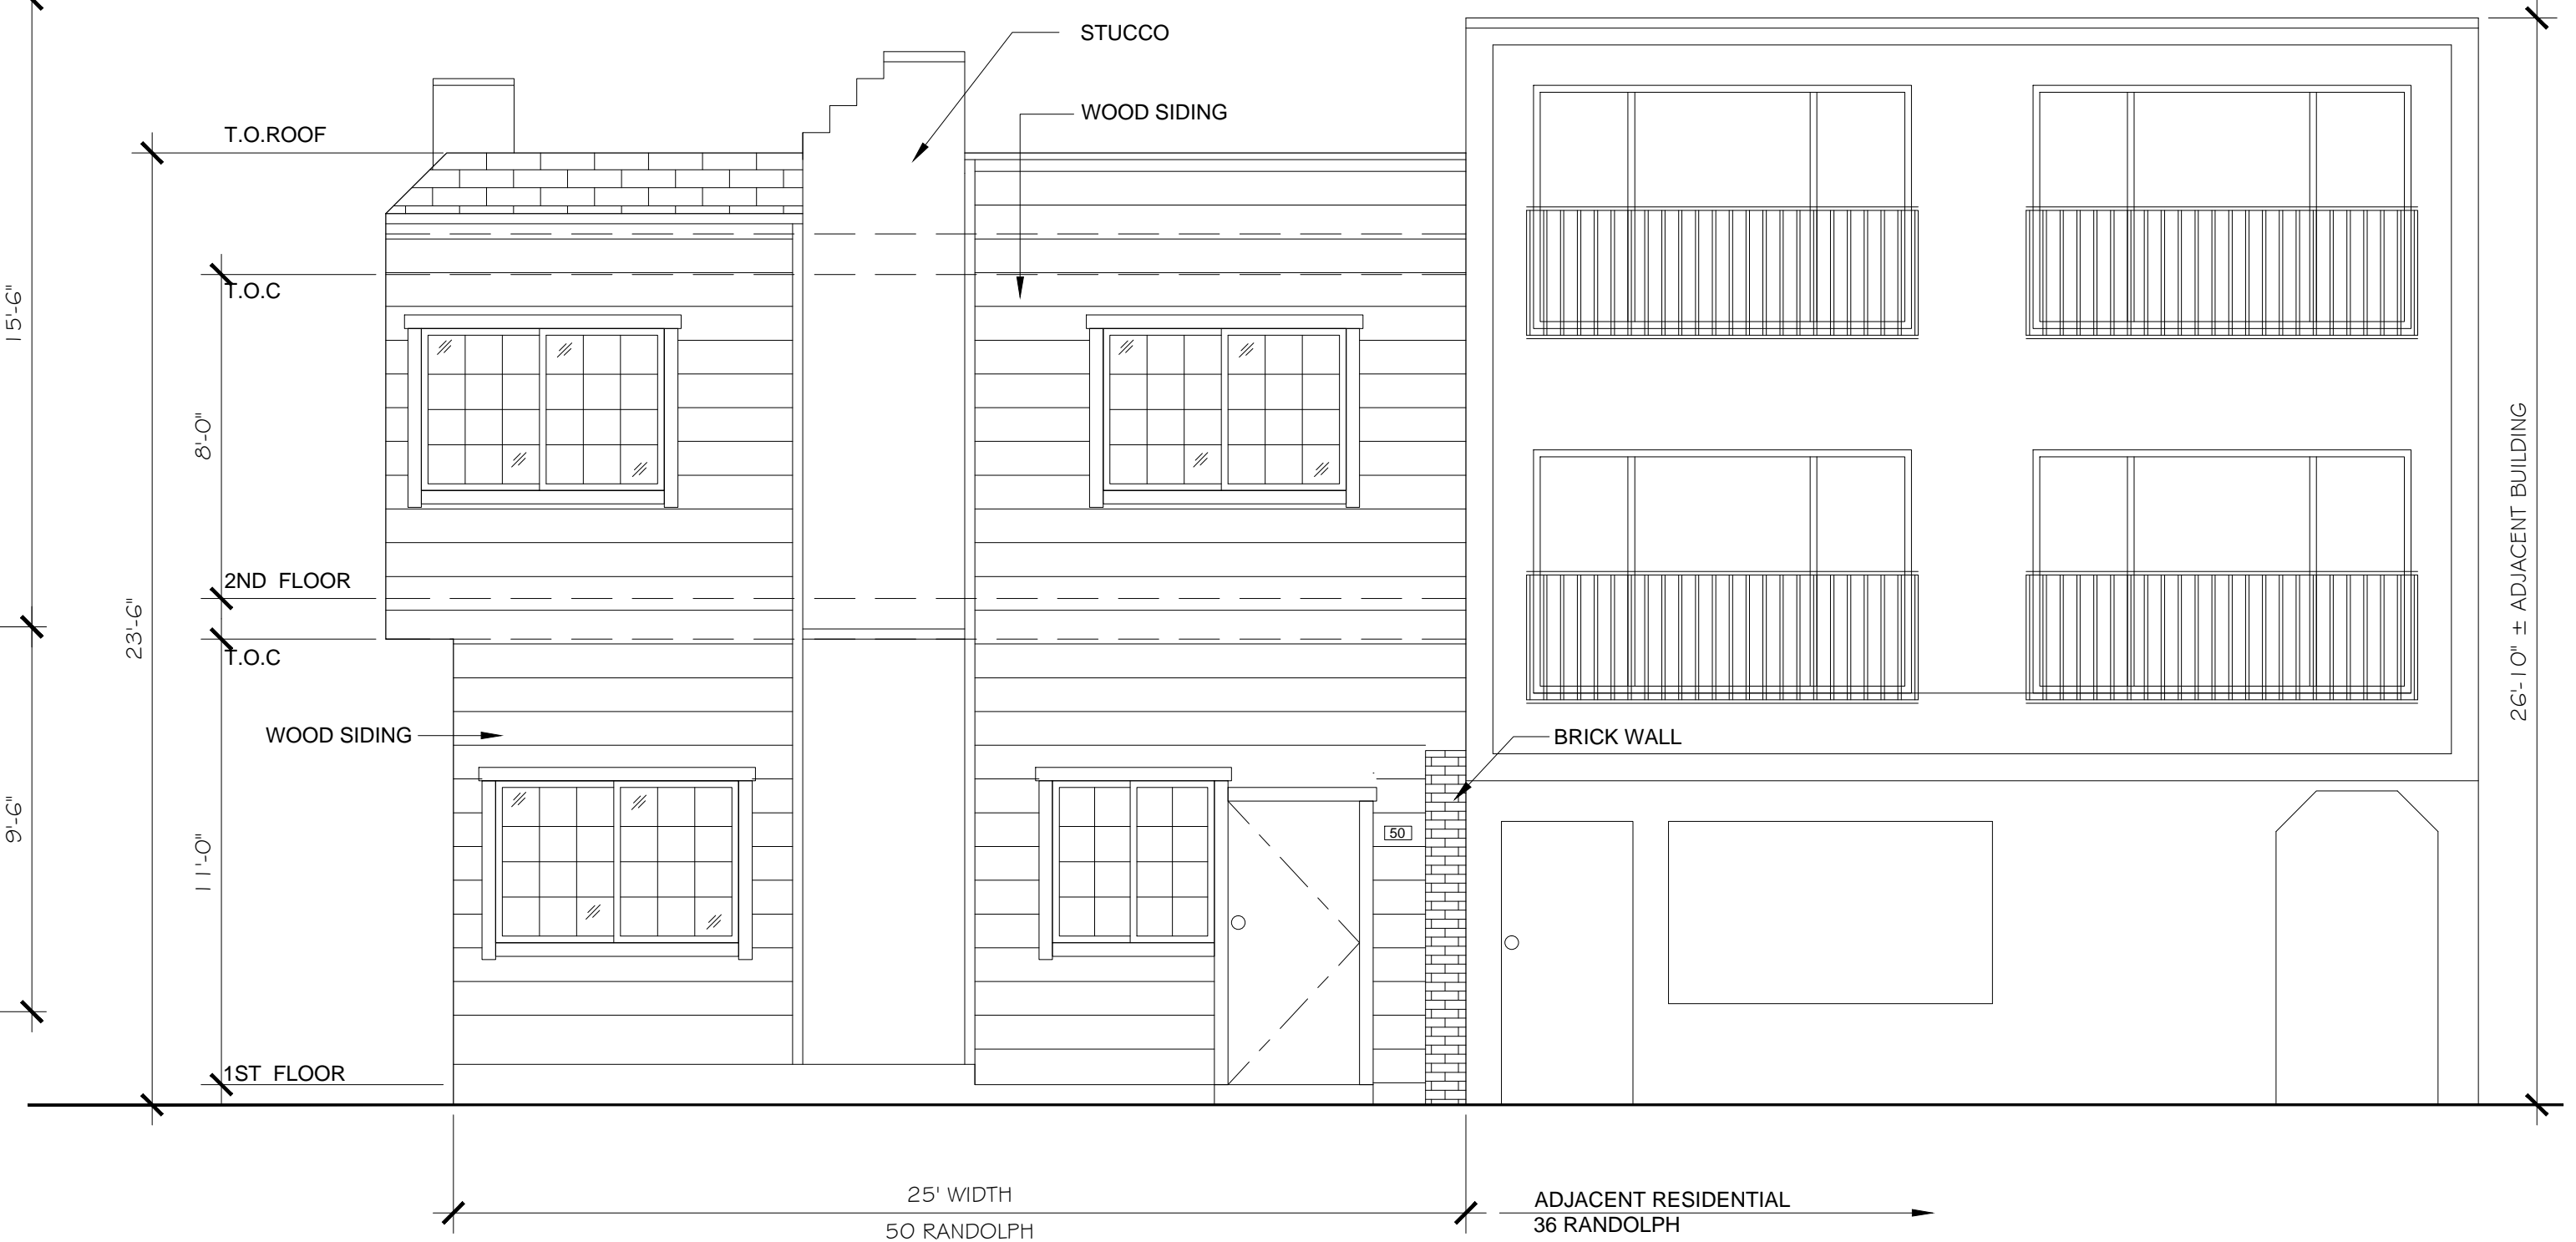 STUCCO
WOOD SIDING
T.O.ROOF
T.O.C
15'-6"
8'-0"
2ND FLOOR
23'-6"
T.O.C
26'-10" ± ADJACENT BUILDING
WOOD SIDING
BRICK WALL
9'-6"
11'-0"
50
1ST FLOOR
25' WIDTH
50 RANDOLPH
ADJACENT RESIDENTIAL
36 RANDOLPH